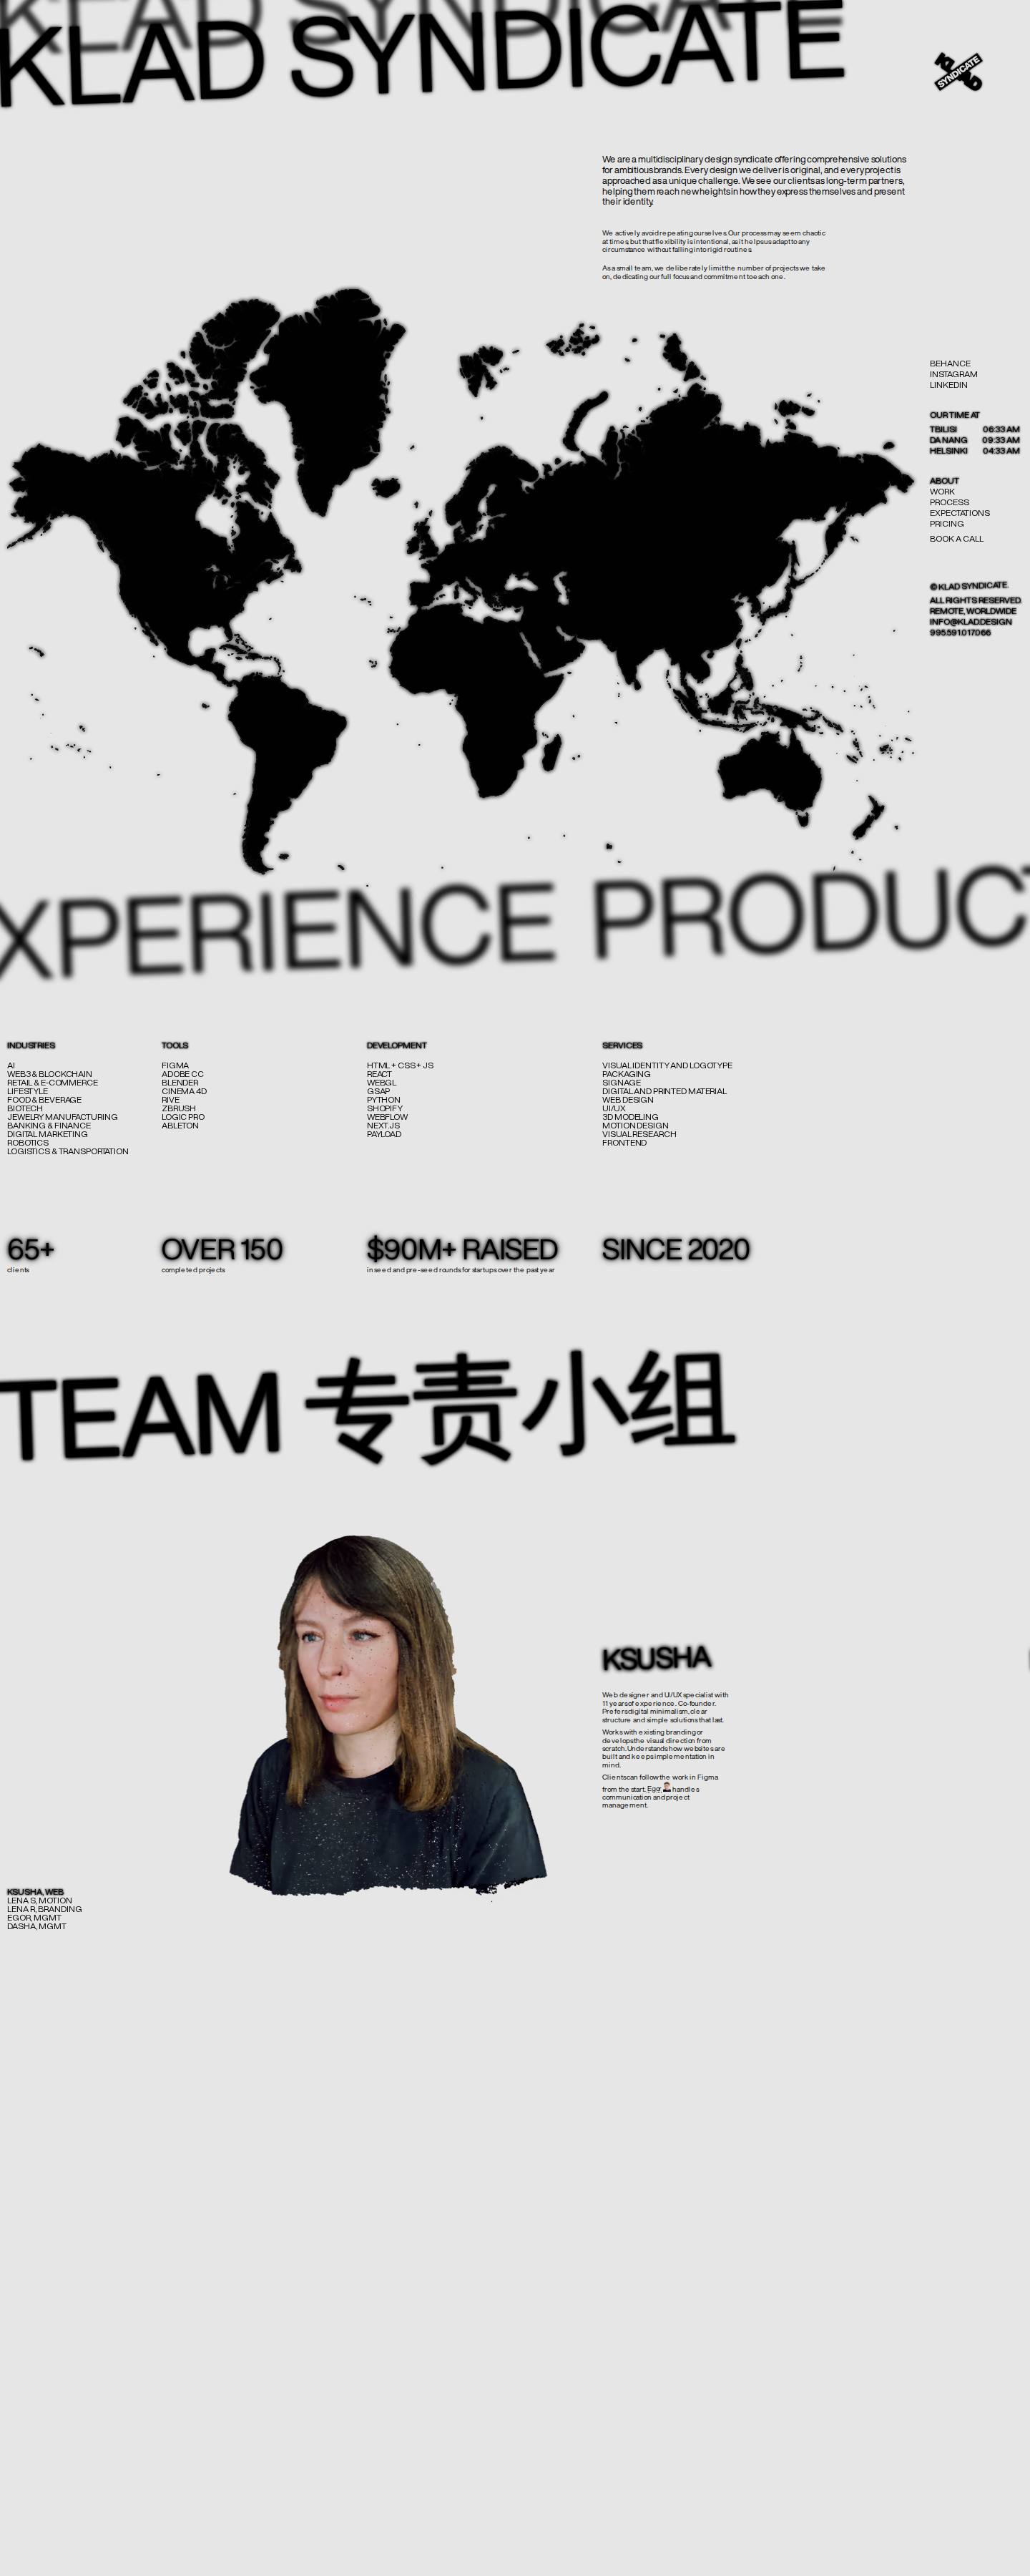 KLAD SYNDICATE
KLAD SYNDICATE
SYNDICATE
We are a multidisciplinary design syndicate offering comprehensive solutions
for ambitious brands. Every design we deliver is original, and every project is
approached as a unique challenge. We see our clients as long-term partners,
helping them reach new heights in how they express themselves and present
their identity.
We actively avoid repeating ourselves. Our process may seem chaotic
at times, but that flexibility is intentional, as it helps us adapt to any
circumstance without falling into rigid routines.
As a small team, we deliberately limit the number of projects we take
on, dedicating our full focus and commitment to each one.
BEHANCE
INSTAGRAM
LINKEDIN
OUR TIME AT
TBILISI 06:33 AM
DA NANG 09:33 AM
HELSINKI 04:33 AM
ABOUT
WORK
PROCESS
EXPECTATIONS
PRICING
BOOK A CALL
© KLAD SYNDICATE.
ALL RIGHTS RESERVED.
REMOTE, WORLDWIDE
INFO@KLAD.DESIGN
995.591.017.066
XPERIENCE PRODUCT
INDUSTRIES
AI
WEB3 & BLOCKCHAIN
RETAIL & E-COMMERCE
LIFESTYLE
FOOD & BEVERAGE
BIOTECH
JEWELRY MANUFACTURING
BANKING & FINANCE
DIGITAL MARKETING
ROBOTICS
LOGISTICS & TRANSPORTATION
TOOLS
FIGMA
ADOBE CC
BLENDER
CINEMA 4D
RIVE
ZBRUSH
LOGIC PRO
ABLETON
DEVELOPMENT
HTML + CSS + JS
REACT
WEBGL
GSAP
PYTHON
SHOPIFY
WEBFLOW
NEXT.JS
PAYLOAD
SERVICES
VISUAL IDENTITY AND LOGOTYPE
PACKAGING
SIGNAGE
DIGITAL AND PRINTED MATERIAL
WEB DESIGN
UI/UX
3D MODELING
MOTION DESIGN
VISUAL RESEARCH
FRONTEND
65+
clients
OVER 150
completed projects
$90M+ RAISED
in seed and pre-seed rounds for startups over the past year
SINCE 2020
TEAM 专责小组
KSUSHA
Web designer and UI/UX specialist with
11 years of experience. Co-founder.
Prefers digital minimalism, clear
structure and simple solutions that last.
Works with existing branding or
develops the visual direction from
scratch. Understands how websites are
built and keeps implementation in
mind.
Clients can follow the work in Figma
from the start. Egor handles
communication and project
management.
KSUSHA, WEB
LENA S, MOTION
LENA R, BRANDING
EGOR, MGMT
DASHA, MGMT